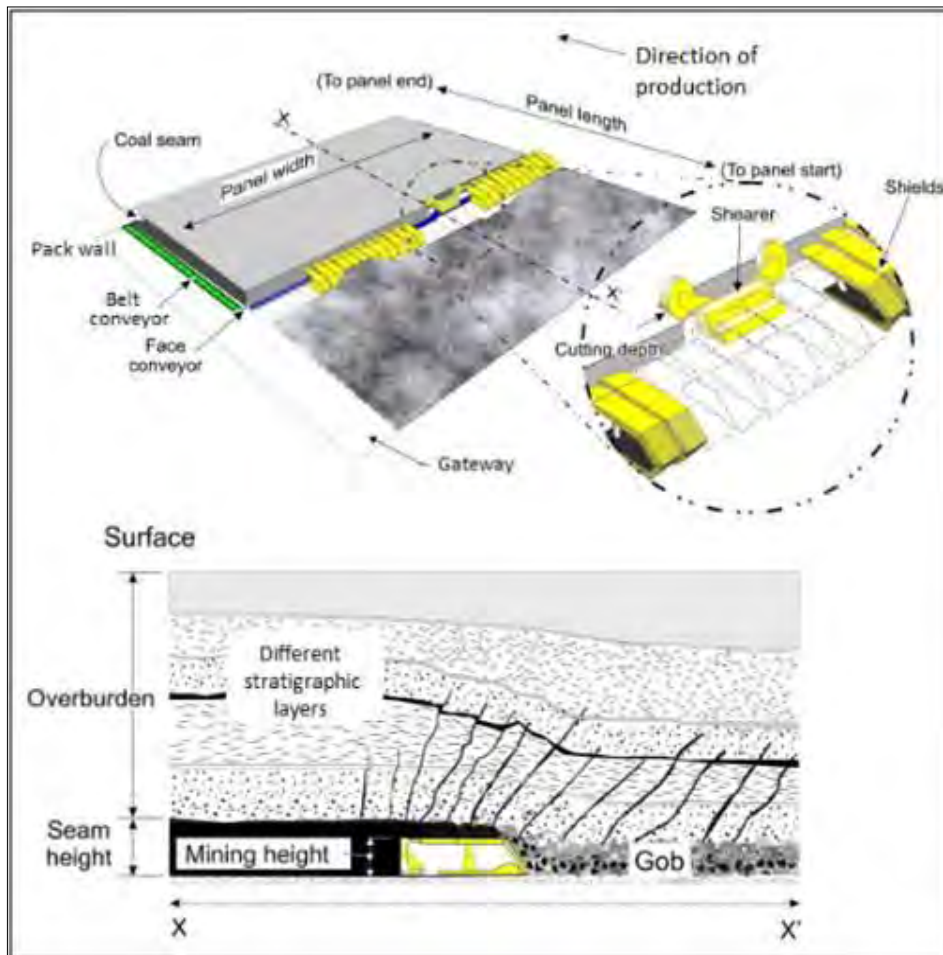 Direction of
production
(To panel end)
Panel length
(To panel start)
X
Coal seam
Panel width
Shields
Shearer
Pack wall
X'
Belt
conveyor
Cutting depth
Face
conveyor
Gateway
Surface
Different
stratigraphic
layers
Overburden
Seam
height
Mining height
Gob
X
X'